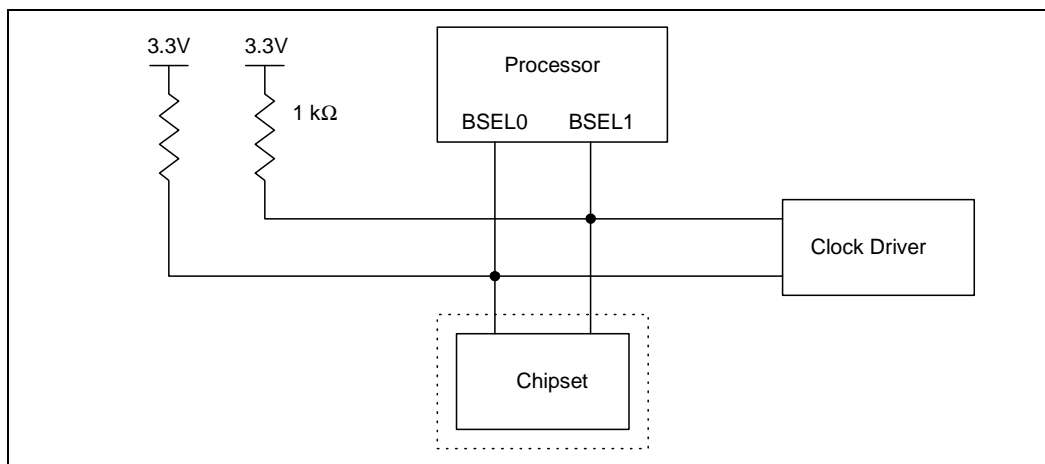 3.3V 3.3V
1 kΩ
Processor
BSEL0 BSEL1
Clock Driver
Chipset